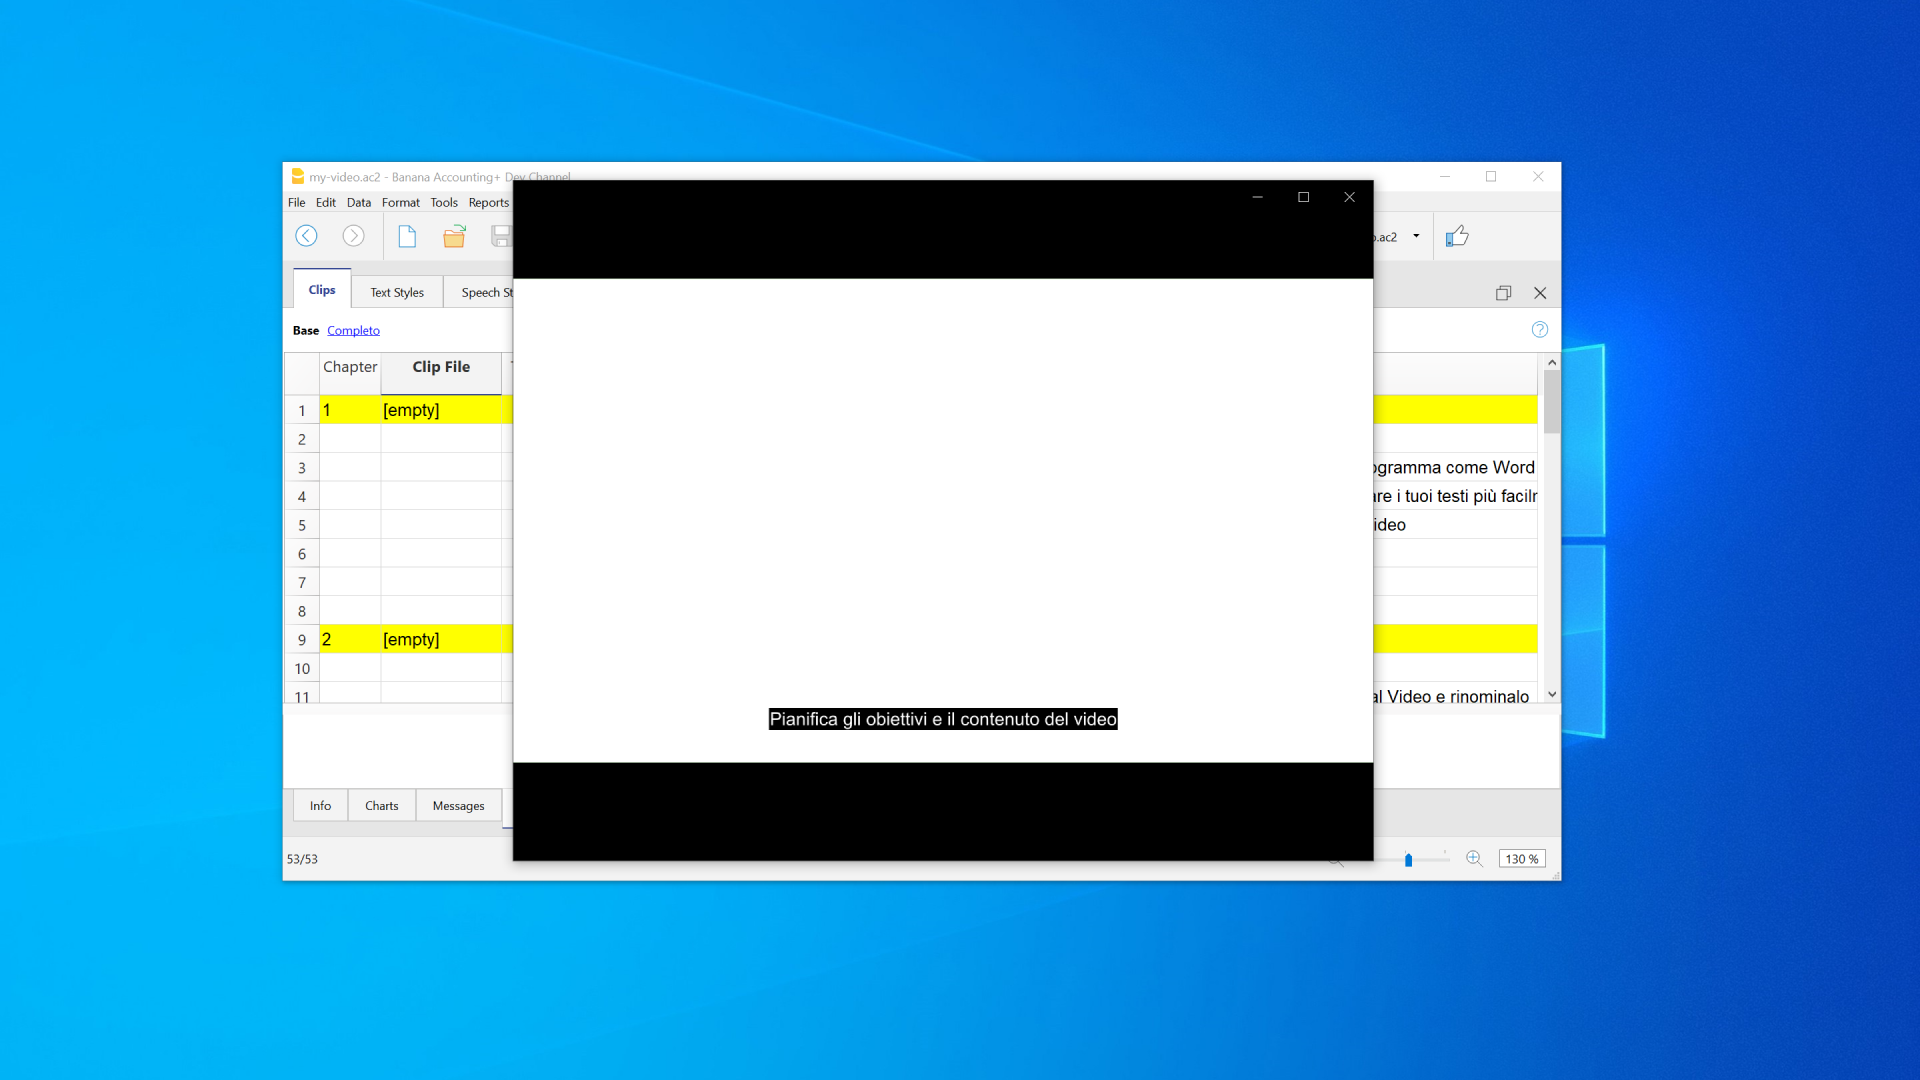 my-video.ac2 - Banana Accounting+ Dev Channel
File Edit Data Format Tools Reports
.ac2
Clips Text Styles Speech St
Base Completo
Chapter Clip File
1 1 [empty]
2
3 ogramma come Word
4 are i tuoi testi più facilr
5 ideo
6
7
8
9 2 [empty]
10
11 al Video e rinominalo
Pianifica gli obiettivi e il contenuto del video
Info Charts Messages
53/53 130 %